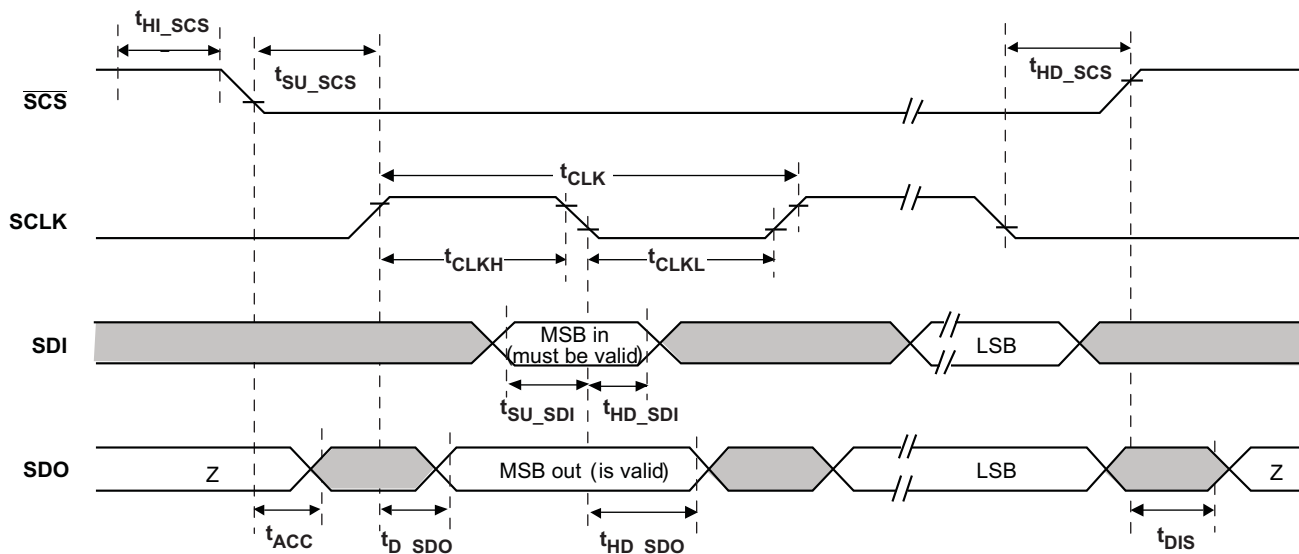 tHI_SCS
tSU_SCS
tHD_SCS
SCS
tCLK
SCLK
tCLKH
tCLKL
SDI
MSB in
(must be valid)
LSB
tSU_SDI
tHD_SDI
SDO
Z
MSB out (is valid)
LSB
Z
tACC
tD_SDO
tHD_SDO
tDIS